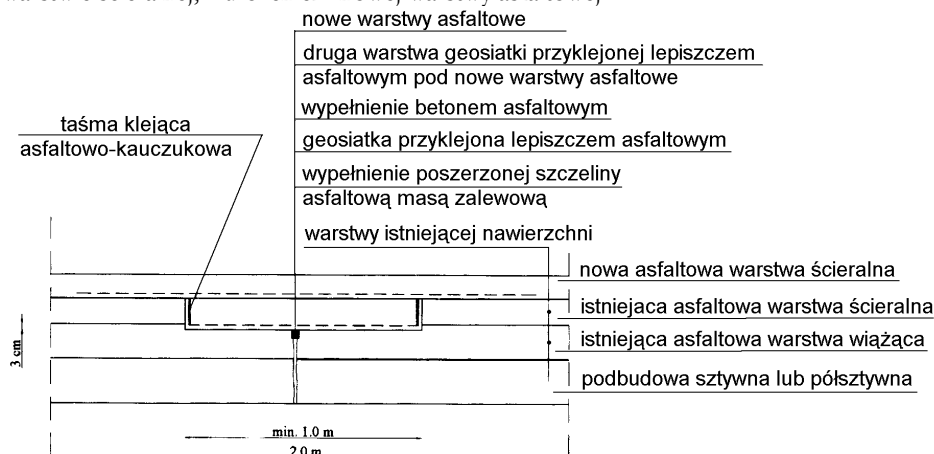 nowe warstwy asfaltowe
druga warstwa geosiatki przyklejonej lepiszczem
asfaltowym pod nowe warstwy asfaltowe
wypełnienie betonem asfaltowym
taśma klejąca
asfaltowo-kauczukowa
geosiatka przyklejona lepiszczem asfaltowym
wypełnienie poszerzonej szczeliny
asfaltową masą zalewową
warstwy istniejącej nawierzchni
nowa asfaltowa warstwa ścieralna
istniejaca asfaltowa warstwa ścieralna
istniejąca asfaltowa warstwa wiążąca
podbudowa sztywna lub półsztywna
3 cm
min. 1.0 m
2.0 m